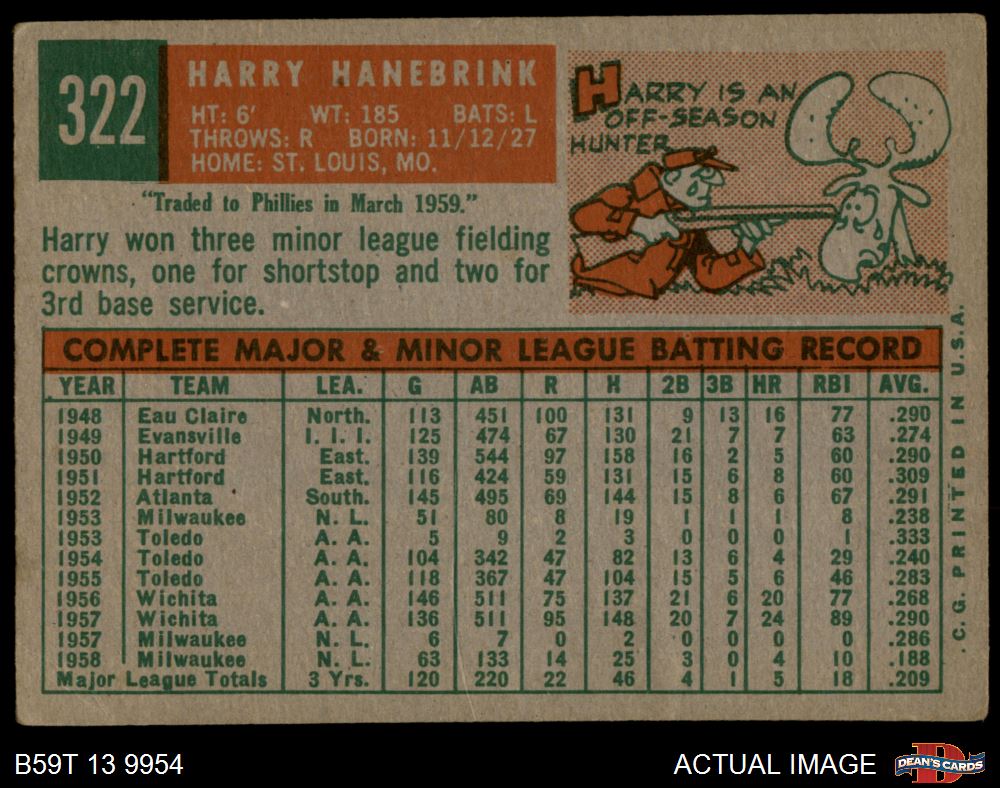 322
HARRY HANEBRINK
HT: 6' WT: 185 BATS: L
THROWS: R BORN: 11/12/27
HOME: ST. LOUIS, MO.
HARRY IS AN
OFF-SEASON
HUNTER
"Traded to Phillies in March 1959."
Harry won three minor league fielding
crowns, one for shortstop and two for
3rd base service.
COMPLETE MAJOR & MINOR LEAGUE BATTING RECORD
YEAR TEAM LEA. G AB R H 2B 3B HR RBI AVG.
1948 Eau Claire North. 113 451 100 131 9 13 16 77 .290
1949 Evansville I. I. I. 125 474 67 130 21 7 7 63 .274
1950 Hartford East. 139 544 97 158 16 2 5 60 .290
1951 Hartford East. 116 424 59 131 15 6 8 60 .309
1952 Atlanta South. 145 495 69 144 15 8 6 67 .291
1953 Milwaukee N. L. 51 80 8 19 1 1 1 8 .238
1953 Toledo A. A. 5 9 2 3 0 0 0 1 .333
1954 Toledo A. A. 104 342 47 82 13 6 4 29 .240
1955 Toledo A. A. 118 367 47 104 15 5 6 46 .283
1956 Wichita A. A. 146 511 75 137 21 6 20 77 .268
1957 Wichita A. A. 136 511 95 148 20 7 24 89 .290
1957 Milwaukee N. L. 6 7 0 2 0 0 0 0 .286
1958 Milwaukee N. L. 63 133 14 25 3 0 4 10 .188
Major League Totals 3 Yrs. 120 220 22 46 4 1 5 18 .209
. C. G. PRINTED IN U.S.A.
B59T 13 9954
ACTUAL IMAGE
DEAN'S CARDS